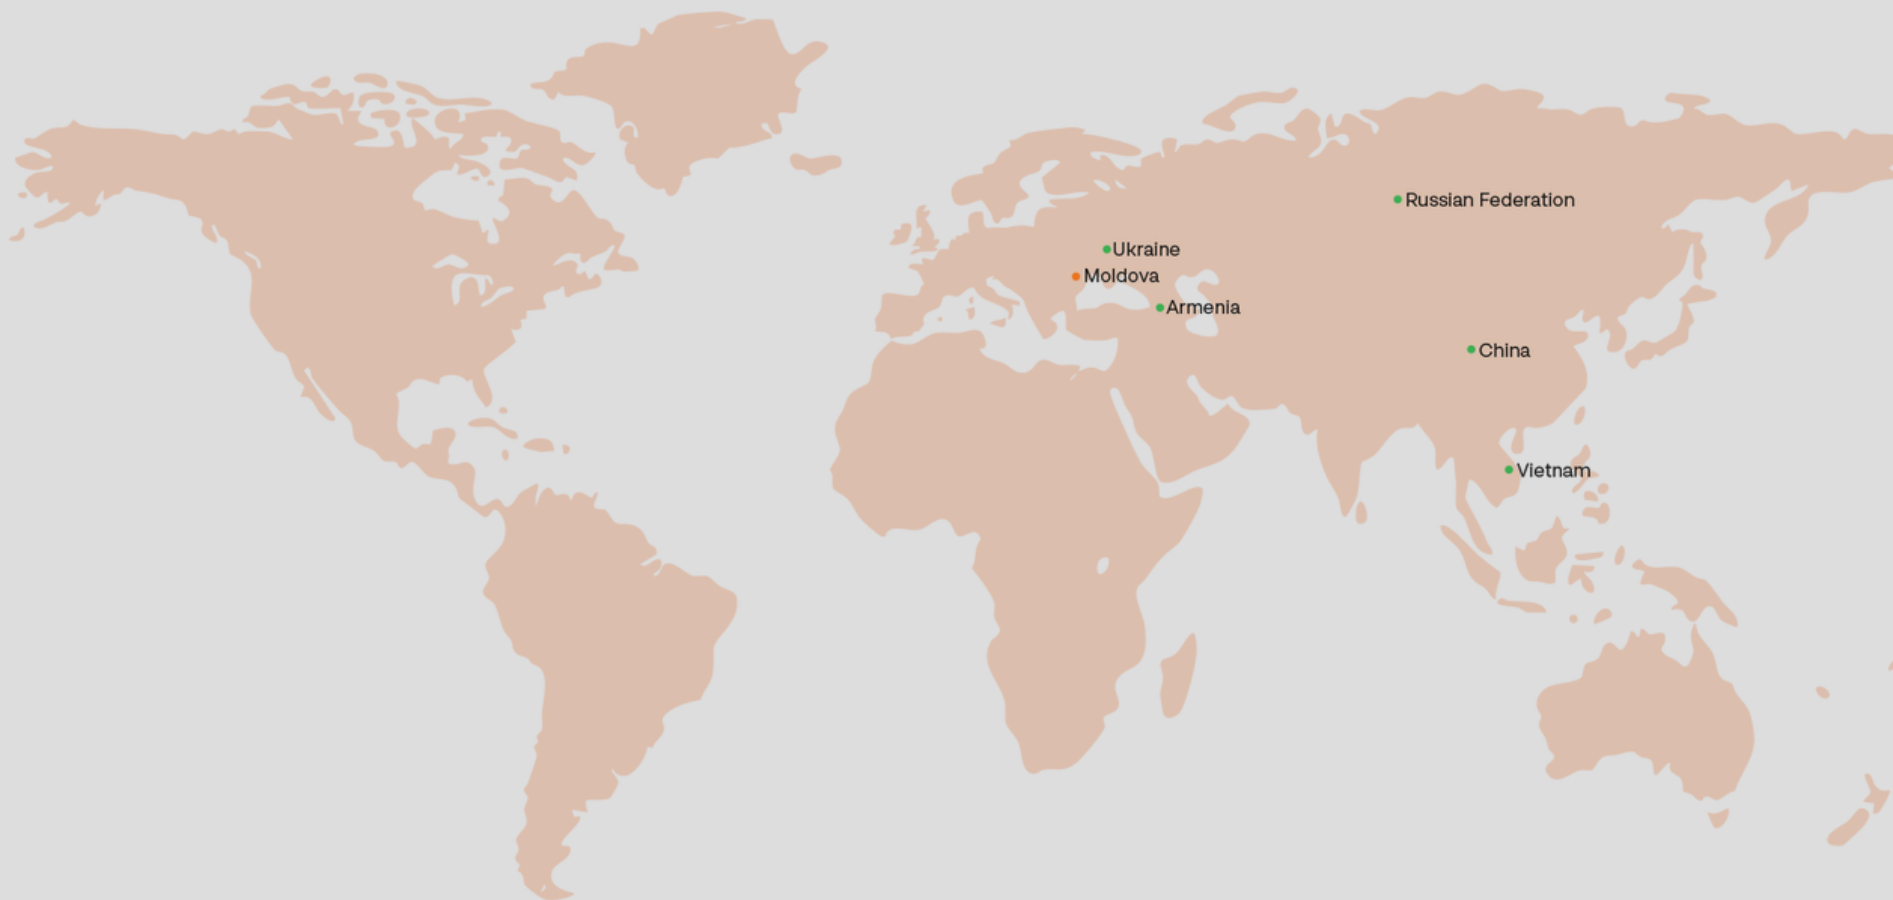 Russian Federation
Ukraine
Moldova
Armenia
China
Vietnam